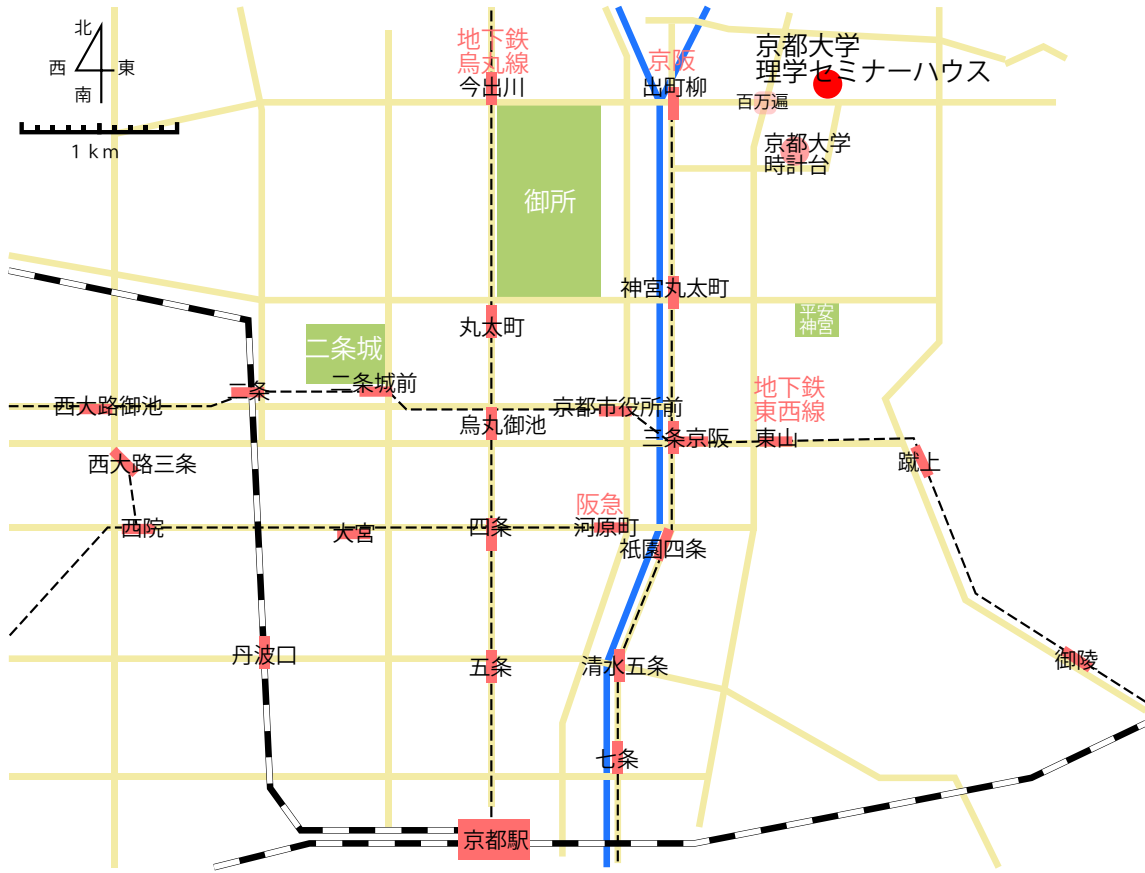 北
西
東
南
1 km
地下鉄
烏丸線
今出川
京阪
出町柳
京都大学
理学セミナーハウス
百万遍
京都大学
時計台
御所
神宮丸太町
平安
神宮
丸太町
二条城
二条
二条城前
西大路御池
烏丸御池
京都市役所前
地下鉄
東西線
三条京阪
東山
蹴上
西大路三条
阪急
西院
大宮
四条
河原町
祇園四条
丹波口
五条
清水五条
御陵
七条
京都駅